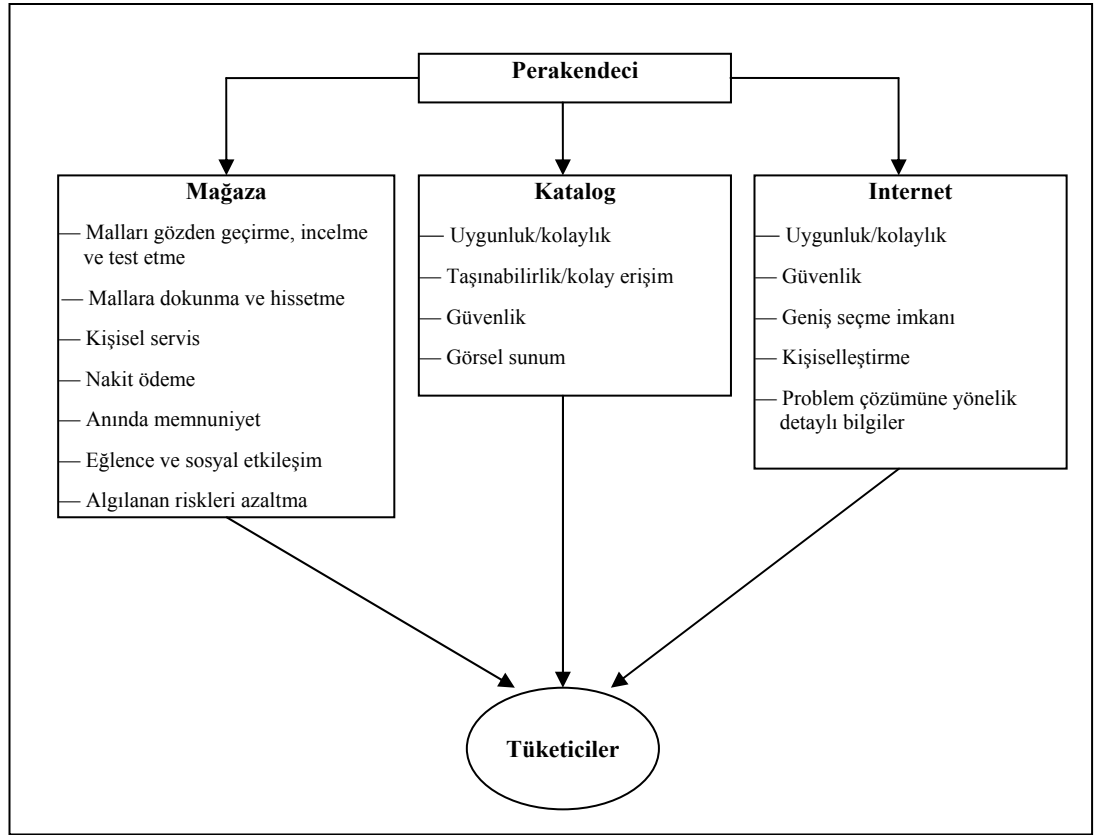 Perakendeci
Mağaza
— Malları gözden geçirme, incelme
ve test etme
— Mallara dokunma ve hissetme
— Kişisel servis
— Nakit ödeme
— Anında memnuniyet
— Eğlence ve sosyal etkileşim
— Algılanan riskleri azaltma
Katalog
— Uygunluk/kolaylık
— Taşınabilirlik/kolay erişim
— Güvenlik
— Görsel sunum
Internet
— Uygunluk/kolaylık
— Güvenlik
— Geniş seçme imkanı
— Kişiselleştirme
— Problem çözümüne yönelik
detaylı bilgiler
Tüketiciler